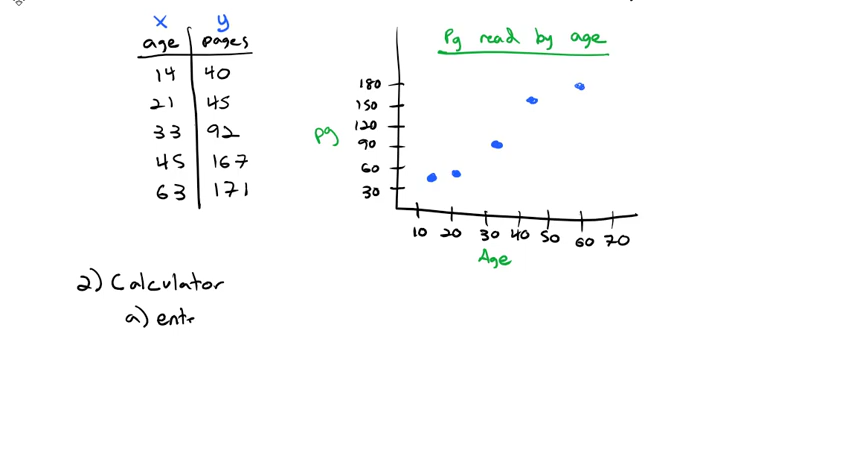 x y
age pages
14 40
21 45
33 92
45 167
63 171
Pg read by age
180
150
120
90
60
30
pg
10 20 30 40 50 60 70
Age
2) Calculator
a) ent